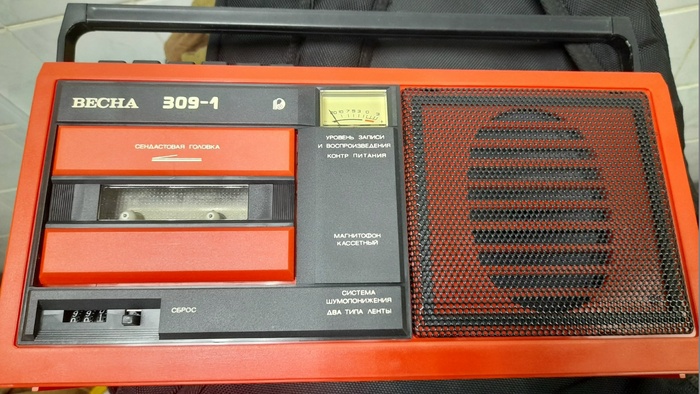 ВЕСНА 309-1
СЕНДАСТОВАЯ ГОЛОВКА
УРОВЕНЬ ЗАПИСИ
И ВОСПРОИЗВЕДЕНИЯ
КОНТР ПИТАНИЯ
МАГНИТОФОН
КАССЕТНЫЙ
СИСТЕМА
ШУМОПОНИЖЕНИЯ
ДВА ТИПА ЛЕНТЫ
СБРОС